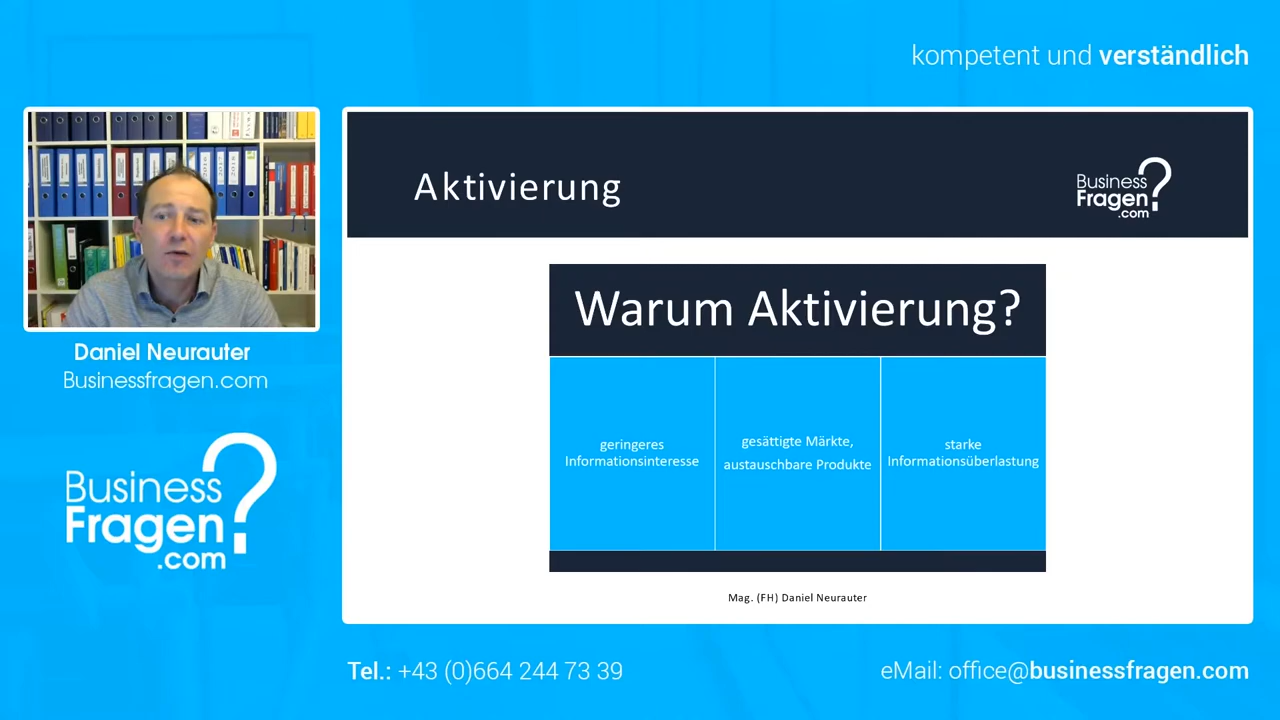 kompetent und verständlich
Daniel Neurauter
Businessfragen.com
Business
Fragen
.com
?
Aktivierung
Business
Fragen
.com
?
Warum Aktivierung?
geringeres
Informationsinteresse
gesättigte Märkte,
austauschbare Produkte
starke
Informationsüberlastung
Mag. (FH) Daniel Neurauter
Tel.: +43 (0)664 244 73 39
eMail: office@businessfragen.com